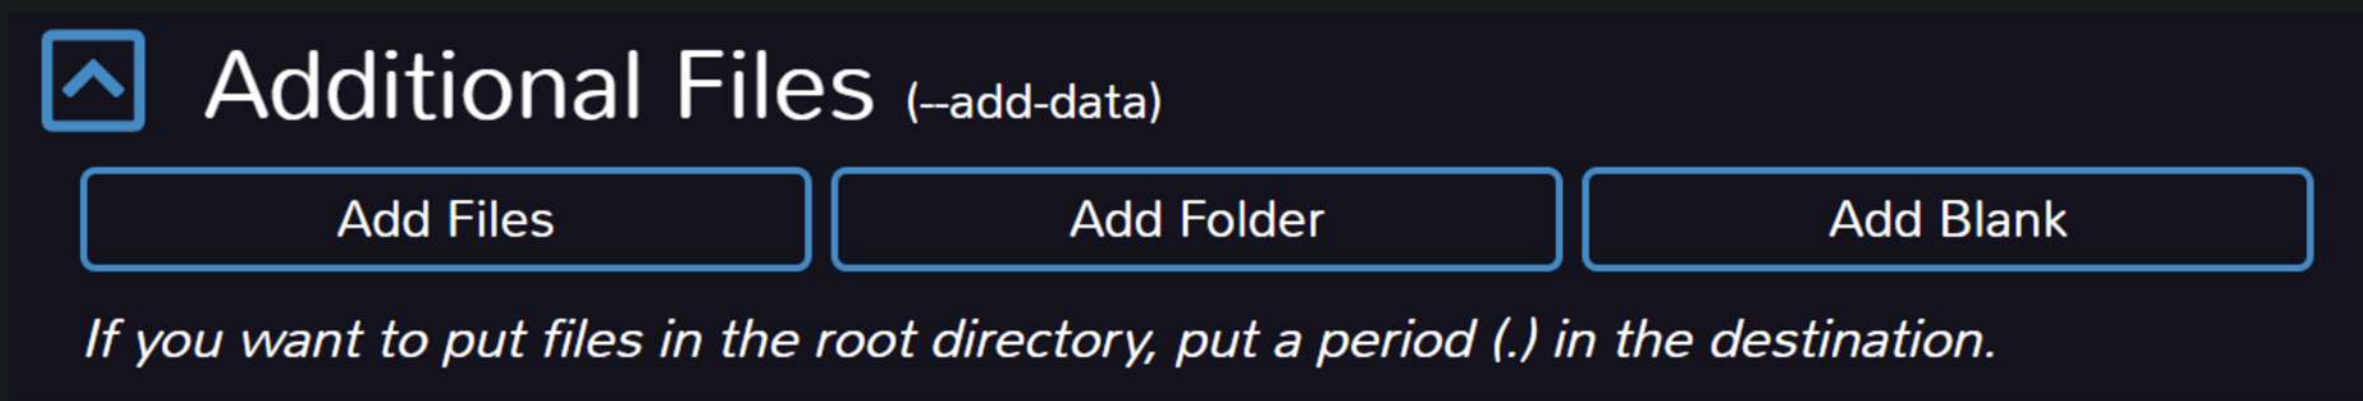 Additional Files (--add-data)
Add Files Add Folder Add Blank
If you want to put files in the root directory, put a period (.) in the destination.